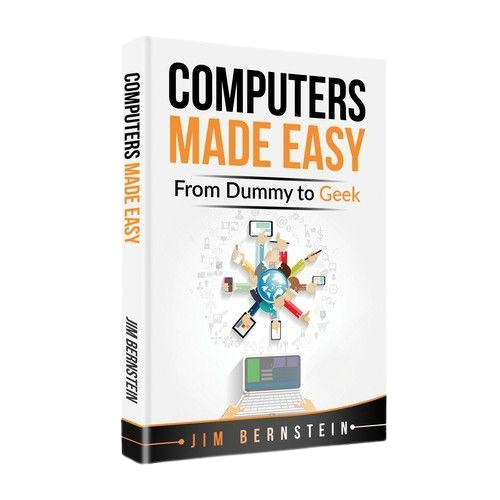 COMPUTERS
MADE EASY
From Dummy to Geek
JIM BERNSTEIN
COMPUTERS MADE EASY
JIM BERNSTEIN